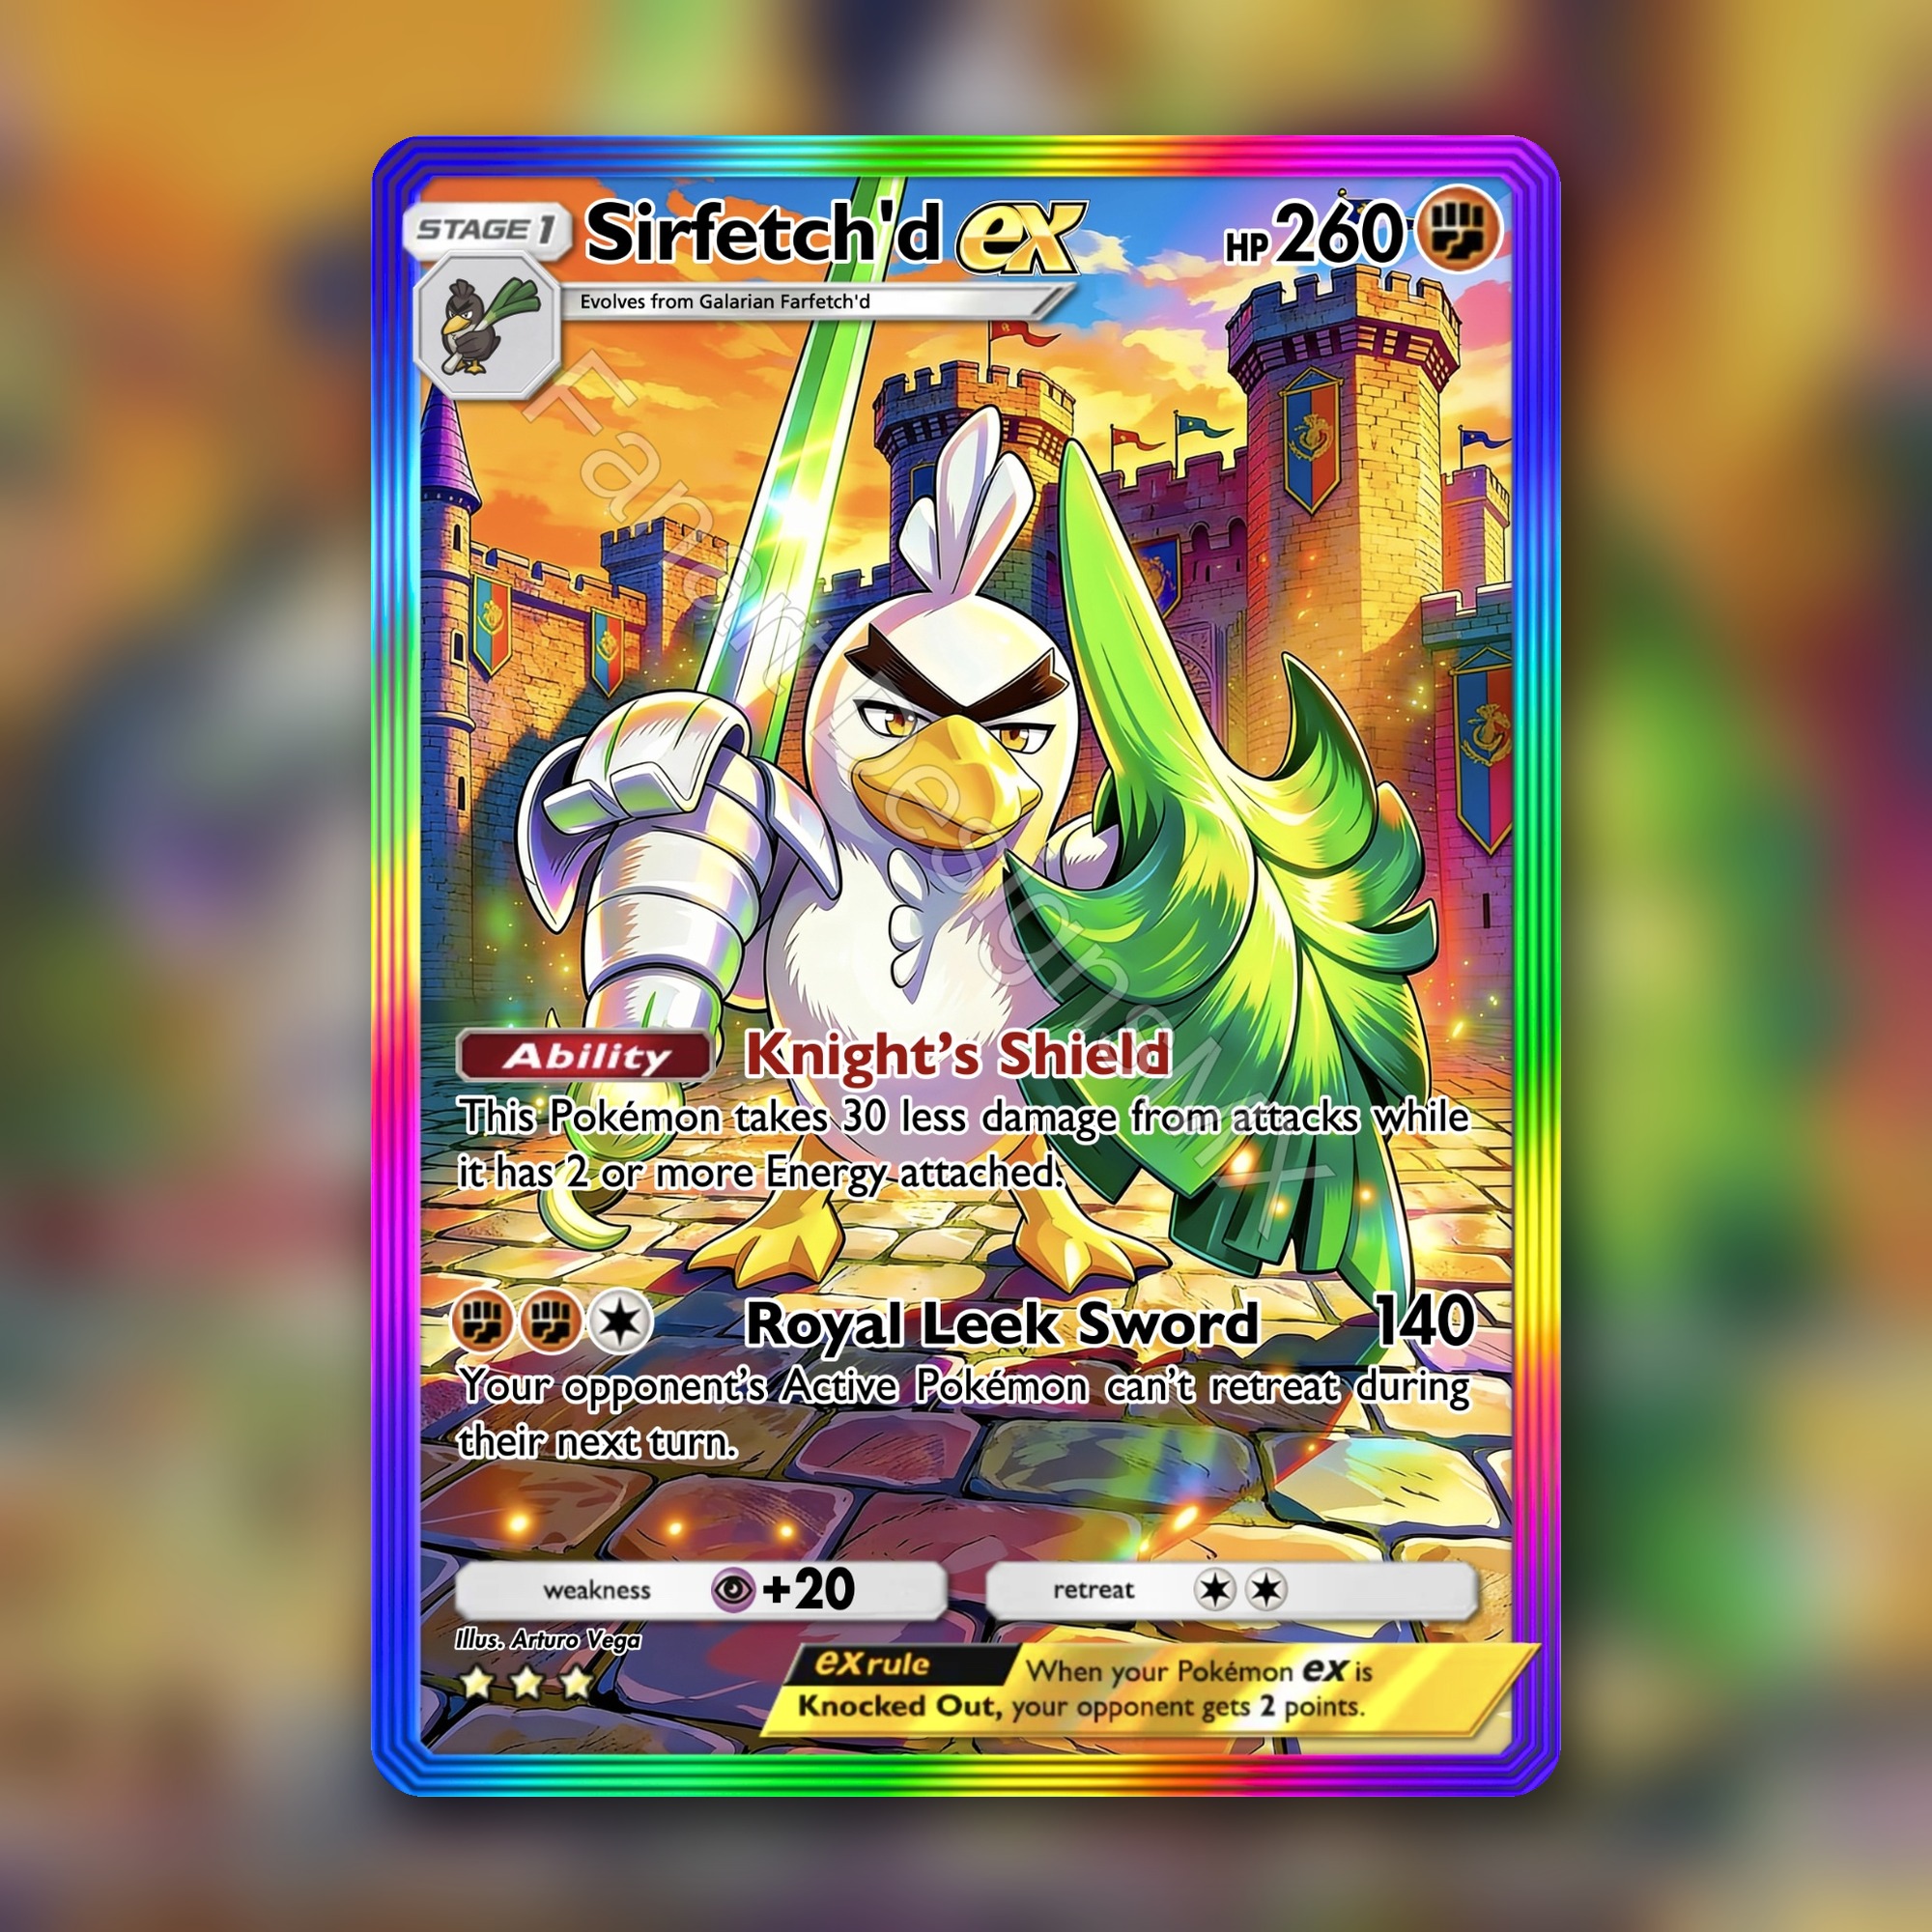 STAGE 1 Sirfetch'd ex HP 260
Evolves from Galarian Farfetch'd
Fanart DesignsMX
Ability Knight's Shield
This Pokémon takes 30 less damage from attacks while
it has 2 or more Energy attached.
Royal Leek Sword 140
Your opponent's Active Pokémon can't retreat during
their next turn.
weakness +20 retreat
Illus. Arturo Vega
ex rule When your Pokémon ex is
Knocked Out, your opponent gets 2 points.